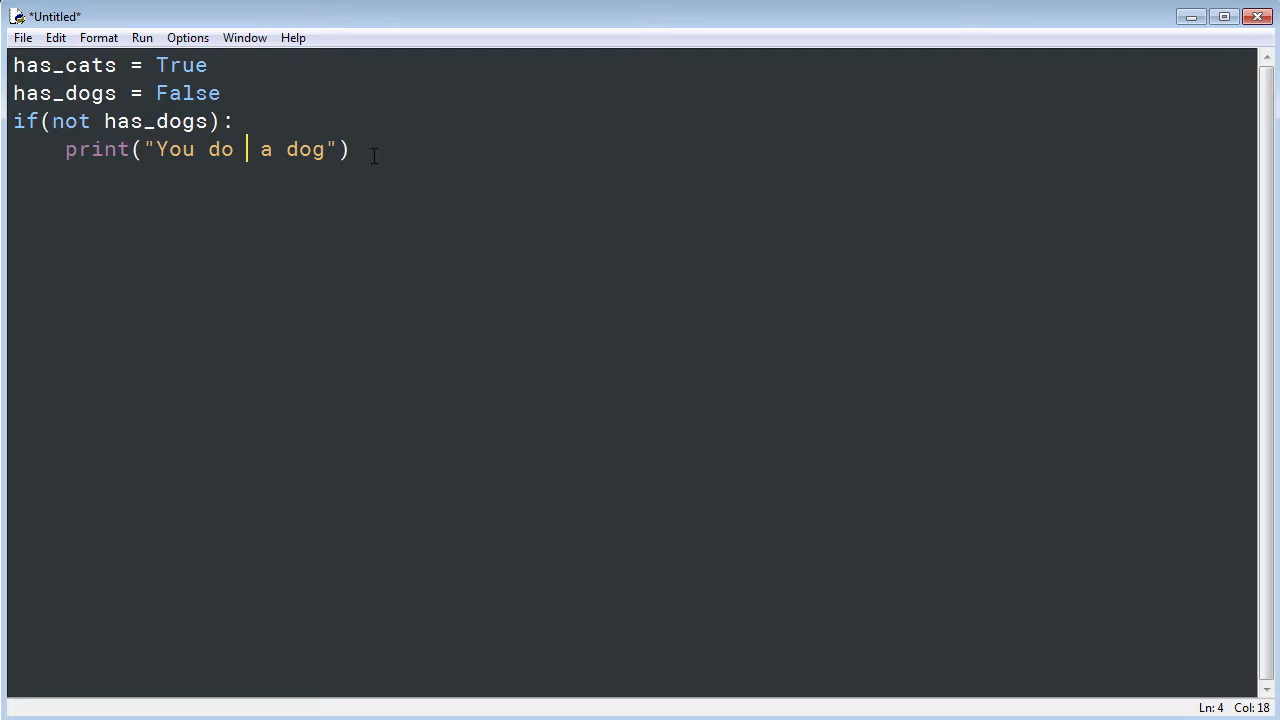 *Untitled*
File Edit Format Run Options Window Help
has_cats = True
has_dogs = False
if(not has_dogs):
    print("You do  a dog")
Ln: 4 Col: 18